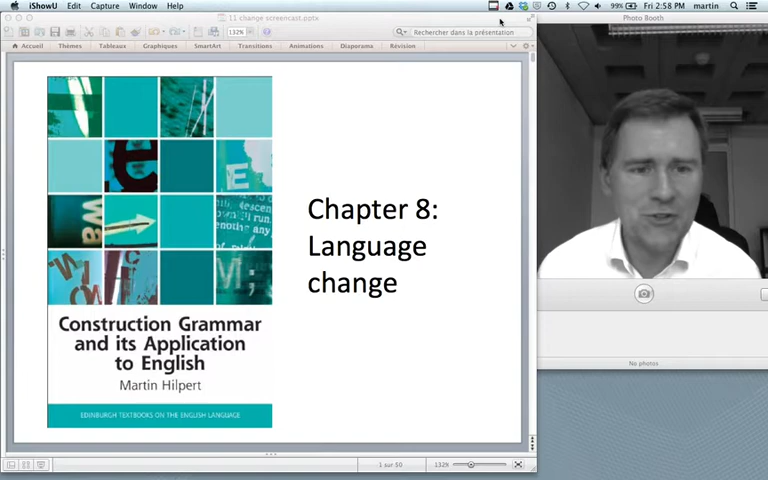 iShowU Edit Capture Window Help 99% Fri 2:58 PM martin
11 change screencast.pptx
Photo Booth
132% Rechercher dans la présentation
Accueil Thèmes Tableaux Graphiques SmartArt Transitions Animations Diaporama Révision
Chapter 8:
Language
change
Construction Grammar
and its Application
to English
Martin Hilpert
EDINBURGH TEXTBOOKS ON THE ENGLISH LANGUAGE
No photos
1 sur 50 132%